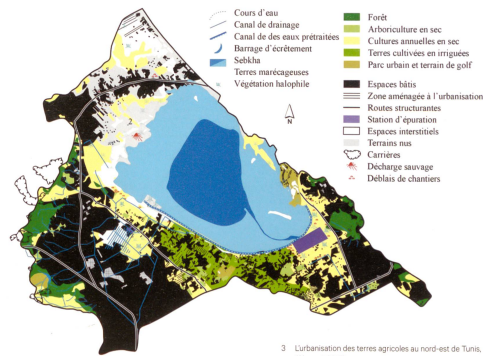 Cours d'eau
Canal de drainage
Canal de des eaux prétraitées
Barrage d'écrêtement
Sebkha
Terres marécageuses
Végétation halophile
N
Forêt
Arboriculture en sec
Cultures annuelles en sec
Terres cultivées en irriguées
Parc urbain et terrain de golf
Espaces bâtis
Zone aménagée à l'urbanisation
Routes structurantes
Station d'épuration
Espaces interstitiels
Terrains nus
Carrières
Décharge sauvage
Déblais de chantiers
3 L'urbanisation des terres agricoles au nord-est de Tunis,